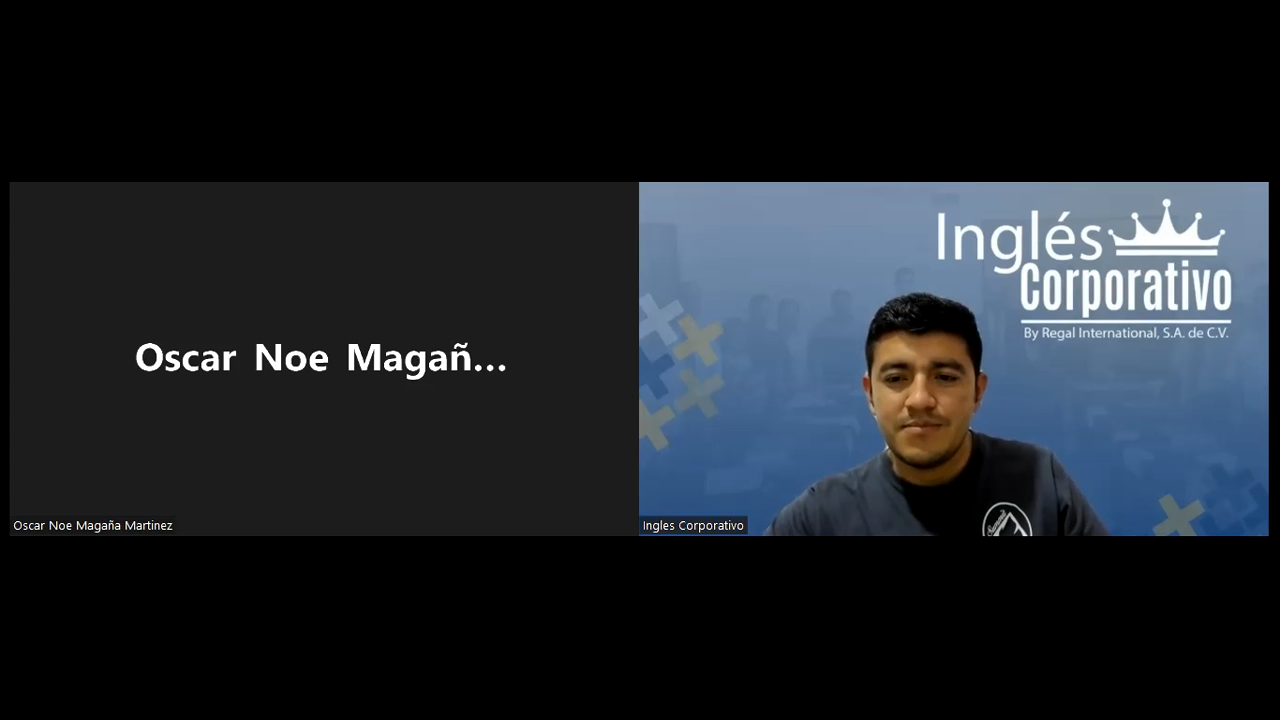 Oscar Noe Magañ...
Oscar Noe Magaña Martinez
Inglés
Corporativo
By Regal International, S.A. de C.V.
Ingles Corporativo